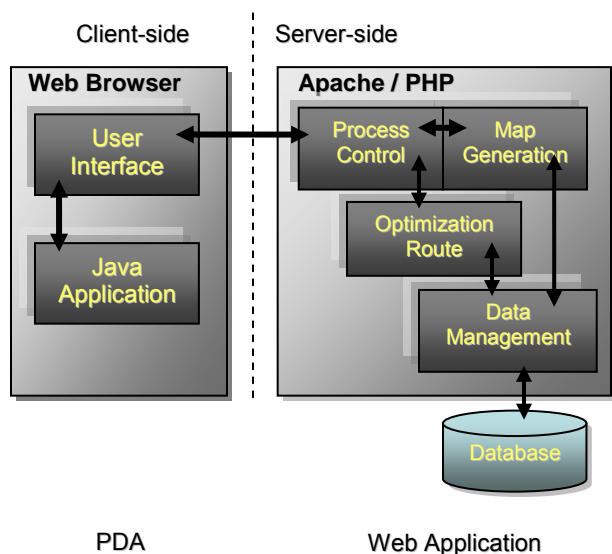 Client-side
Server-side
Web Browser
Apache / PHP
User
Interface
Process
Control
Map
Generation
Optimization
Route
Java
Application
Data
Management
Database
PDA
Web Application